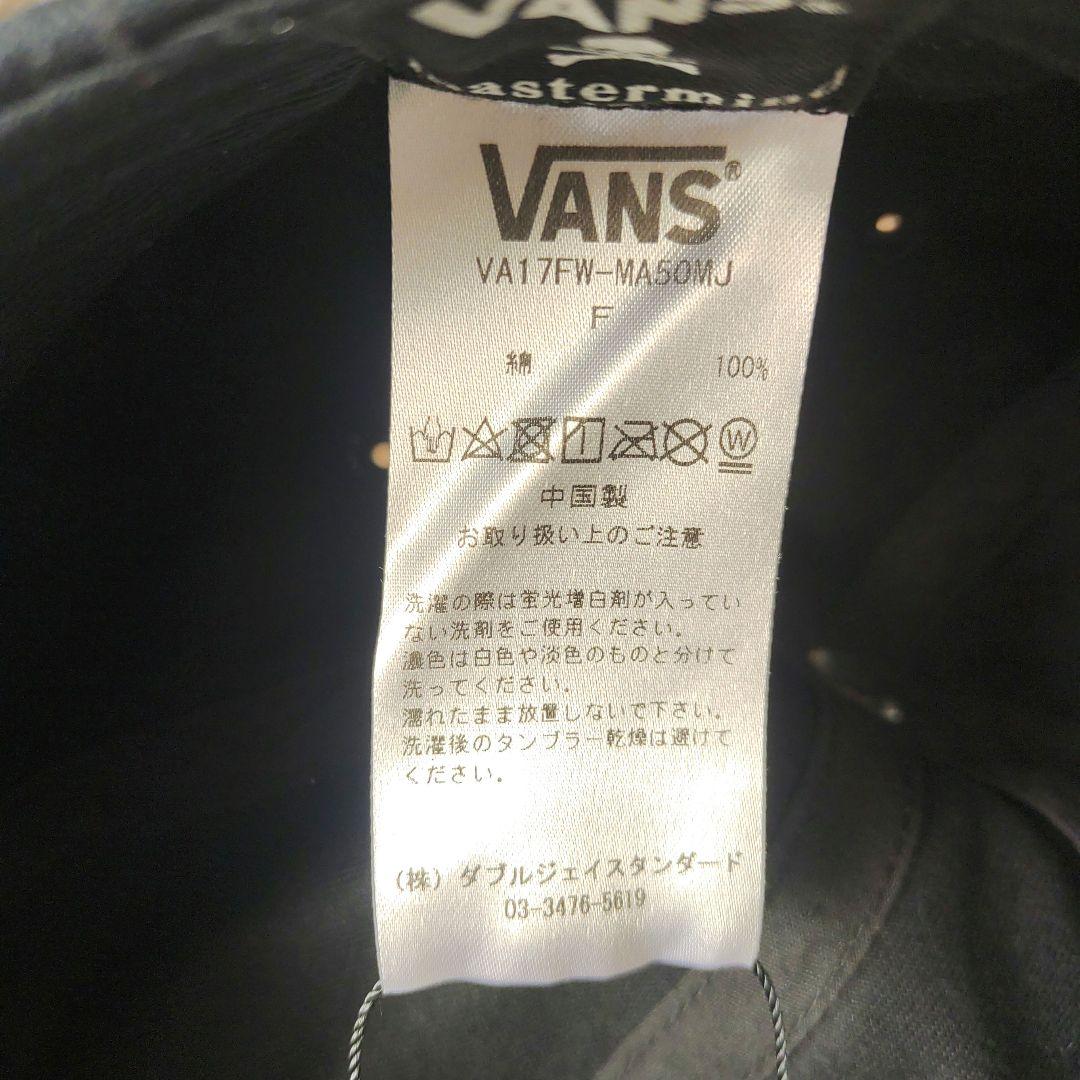 VANS
mastermind
VANS®
VA17FW-MA50MJ
F
綿 100%
W
中国製
お取り扱い上のご注意
洗濯の際は蛍光増白剤が入ってい
ない洗剤をご使用ください。
濃色は白色や淡色のものと分けて
洗ってください。
濡れたまま放置しないで下さい。
洗濯後のタンブラー乾燥は避けて
ください。
(株)ダブルジェイスタンダード
03-3476-5619